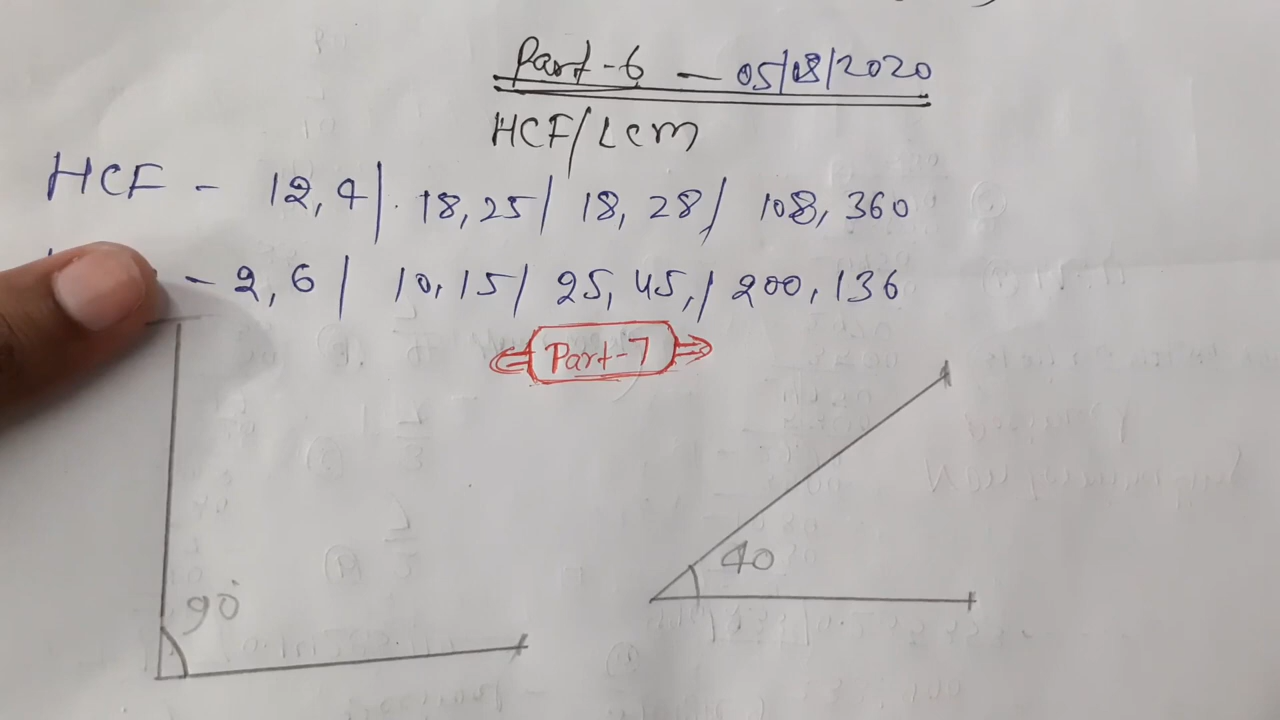 Part-6 - 05/08/2020
HCF/Lcm
HCF - 12,4/ 18,25/ 18, 28/ 108, 360
- 2, 6 / 10, 15/ 25, 45,/ 200, 136
Part-7
90°
40